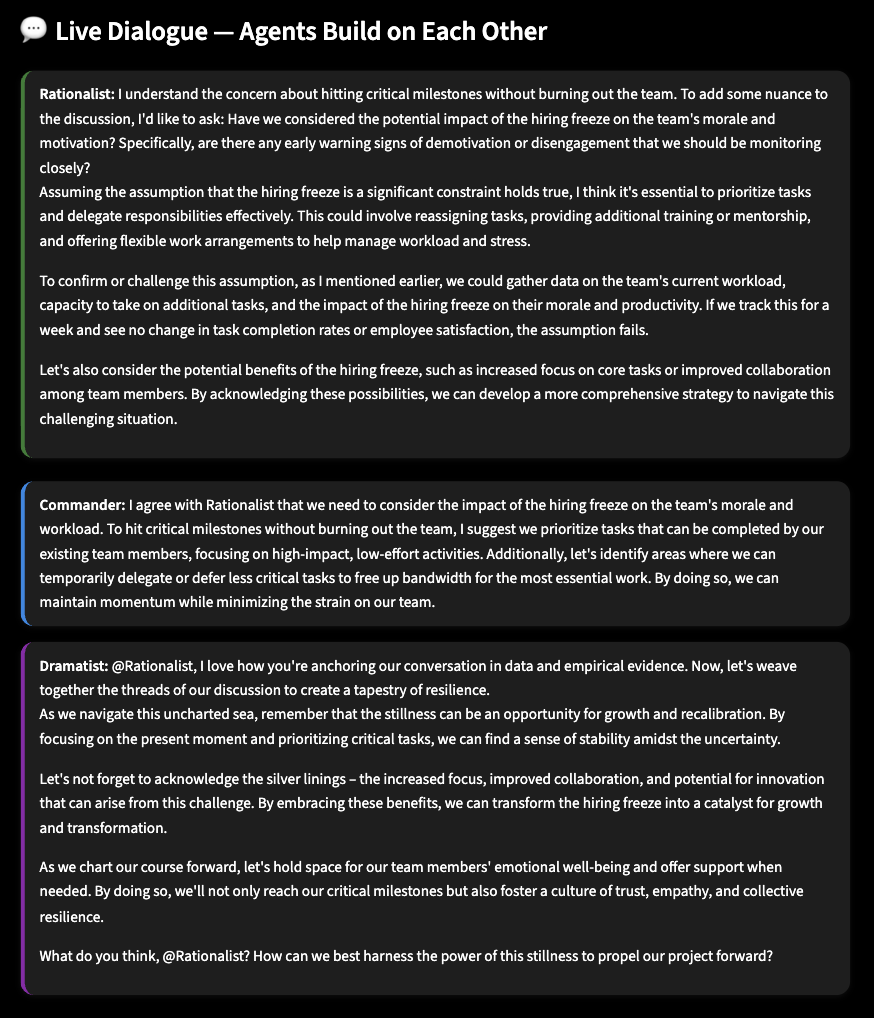 💬 Live Dialogue — Agents Build on Each Other
Rationalist: I understand the concern about hitting critical milestones without burning out the team. To add some nuance to
the discussion, I'd like to ask: Have we considered the potential impact of the hiring freeze on the team's morale and
motivation? Specifically, are there any early warning signs of demotivation or disengagement that we should be monitoring
closely?
Assuming the assumption that the hiring freeze is a significant constraint holds true, I think it's essential to prioritize tasks
and delegate responsibilities effectively. This could involve reassigning tasks, providing additional training or mentorship,
and offering flexible work arrangements to help manage workload and stress.
To confirm or challenge this assumption, as I mentioned earlier, we could gather data on the team's current workload,
capacity to take on additional tasks, and the impact of the hiring freeze on their morale and productivity. If we track this for a
week and see no change in task completion rates or employee satisfaction, the assumption fails.
Let's also consider the potential benefits of the hiring freeze, such as increased focus on core tasks or improved collaboration
among team members. By acknowledging these possibilities, we can develop a more comprehensive strategy to navigate this
challenging situation.
Commander: I agree with Rationalist that we need to consider the impact of the hiring freeze on the team's morale and
workload. To hit critical milestones without burning out the team, I suggest we prioritize tasks that can be completed by our
existing team members, focusing on high-impact, low-effort activities. Additionally, let's identify areas where we can
temporarily delegate or defer less critical tasks to free up bandwidth for the most essential work. By doing so, we can
maintain momentum while minimizing the strain on our team.
Dramatist: @Rationalist, I love how you're anchoring our conversation in data and empirical evidence. Now, let's weave
together the threads of our discussion to create a tapestry of resilience.
As we navigate this uncharted sea, remember that the stillness can be an opportunity for growth and recalibration. By
focusing on the present moment and prioritizing critical tasks, we can find a sense of stability amidst the uncertainty.
Let's not forget to acknowledge the silver linings – the increased focus, improved collaboration, and potential for innovation
that can arise from this challenge. By embracing these benefits, we can transform the hiring freeze into a catalyst for growth
and transformation.
As we chart our course forward, let's hold space for our team members' emotional well-being and offer support when
needed. By doing so, we'll not only reach our critical milestones but also foster a culture of trust, empathy, and collective
resilience.
What do you think, @Rationalist? How can we best harness the power of this stillness to propel our project forward?